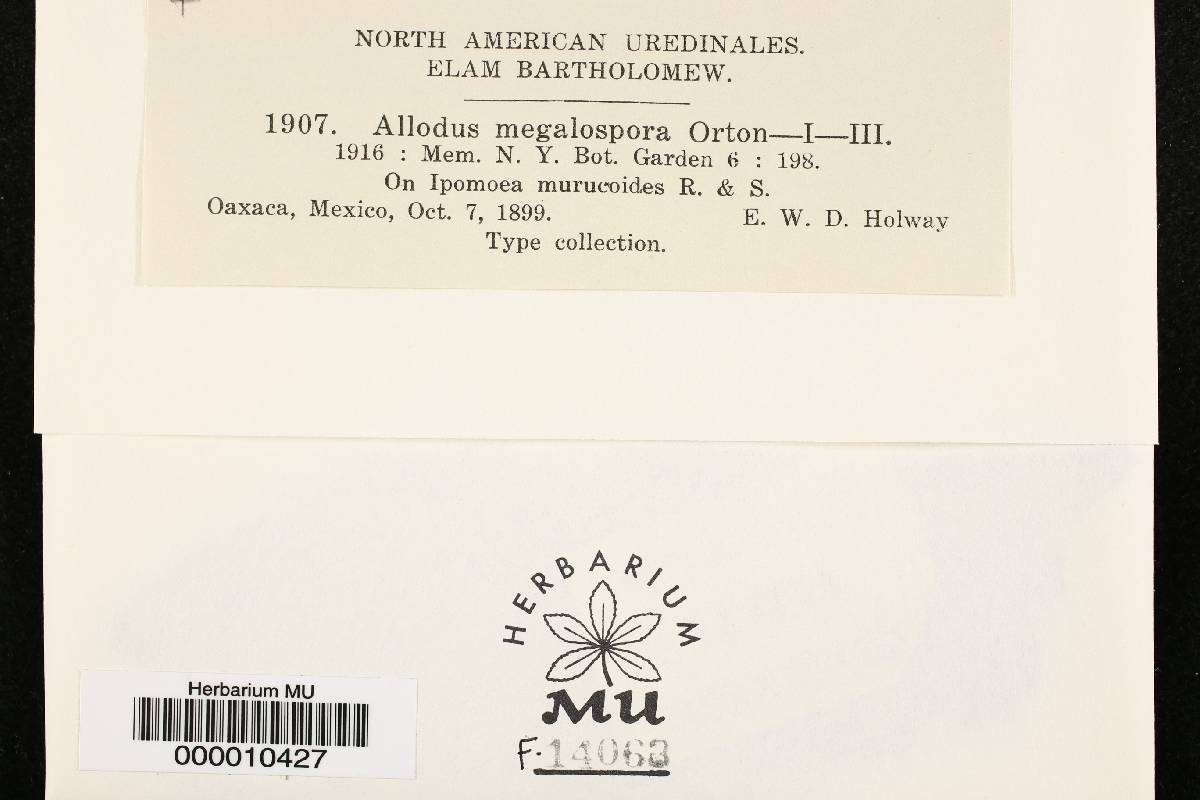 NORTH AMERICAN UREDINALES.
ELAM BARTHOLOMEW.
1907. Allodus megalospora Orton—I—III.
1916 : Mem. N. Y. Bot. Garden 6 : 198.
On Ipomoea murucoides R. & S.
Oaxaca, Mexico, Oct. 7, 1899. E. W. D. Holway
Type collection.
HERBARIUM
MU
F. 14063
Herbarium MU
000010427